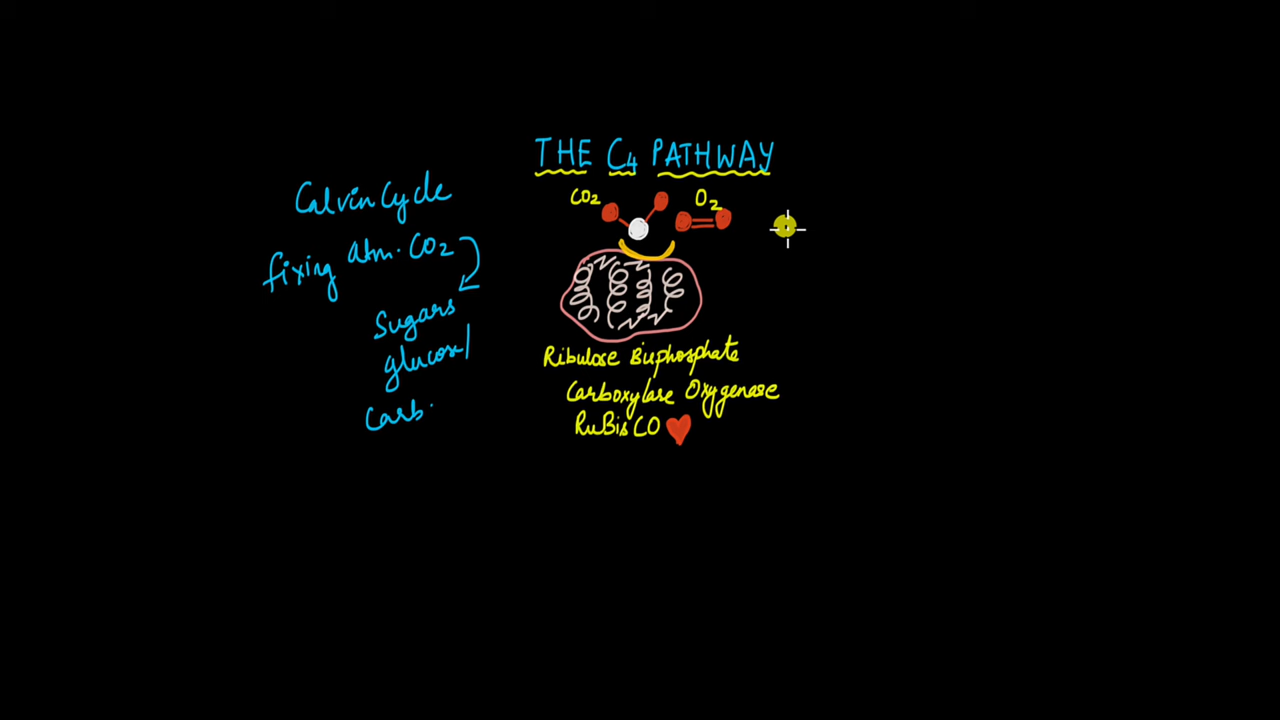 THE C4 PATHWAY
Calvin Cycle
fixing atm. CO2
Sugars
glucose/
Carb.
CO2
O2
Ribulose Bisphosphate
Carboxylase Oxygenase
RuBisCO